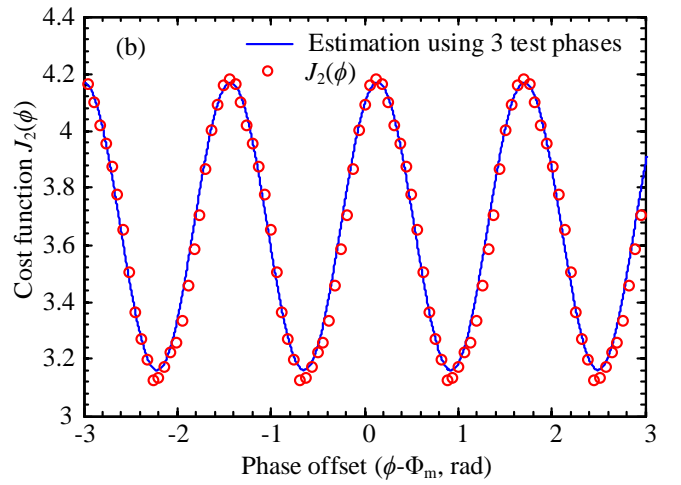 4.4
(b)
Estimation using 3 test phases
J₂(ϕ)
4.2
4
3.8
3.6
3.4
3.2
3
Cost function J₂(ϕ)
-3 -2 -1 0 1 2 3
Phase offset (ϕ-Φₘ, rad)